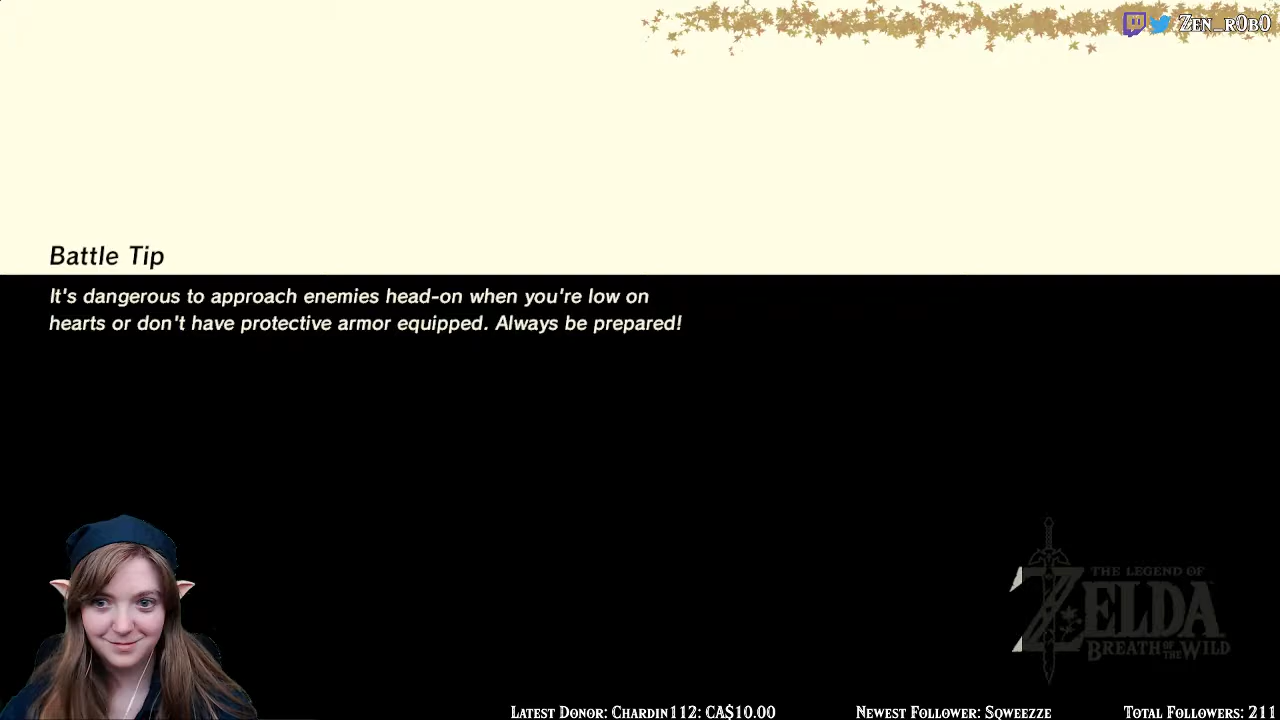 Zen_r0b0
Battle Tip
It's dangerous to approach enemies head-on when you're low on
hearts or don't have protective armor equipped. Always be prepared!
THE LEGEND OF
ZELDA
BREATH OF THE WILD
Latest Donor: Chardin112: CA$10.00
Newest Follower: Sqweezze
Total Followers: 211